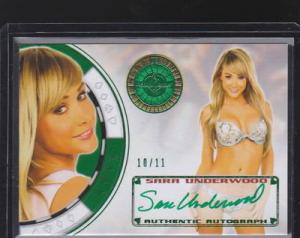 10/11
SARA UNDERWOOD
Sara Underwood
AUTHENTIC AUTOGRAPH